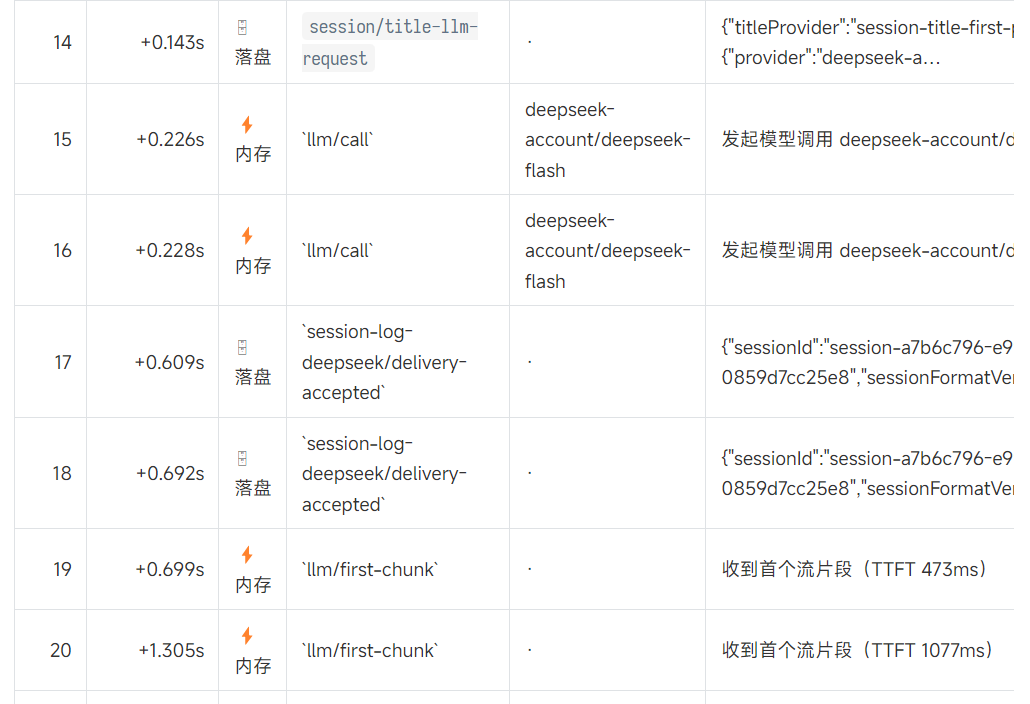 14 +0.143s 落盘 session/title-llm-request · {"titleProvider":"session-title-first-p
{"provider":"deepseek-a...
15 +0.226s 内存 `llm/call` deepseek-account/deepseek-flash 发起模型调用 deepseek-account/d
16 +0.228s 内存 `llm/call` deepseek-account/deepseek-flash 发起模型调用 deepseek-account/d
17 +0.609s 落盘 `session-log-deepseek/delivery-accepted` · {"sessionId":"session-a7b6c796-e9
0859d7cc25e8","sessionFormatVer
18 +0.692s 落盘 `session-log-deepseek/delivery-accepted` · {"sessionId":"session-a7b6c796-e9
0859d7cc25e8","sessionFormatVer
19 +0.699s 内存 `llm/first-chunk` · 收到首个流片段（TTFT 473ms）
20 +1.305s 内存 `llm/first-chunk` · 收到首个流片段（TTFT 1077ms）